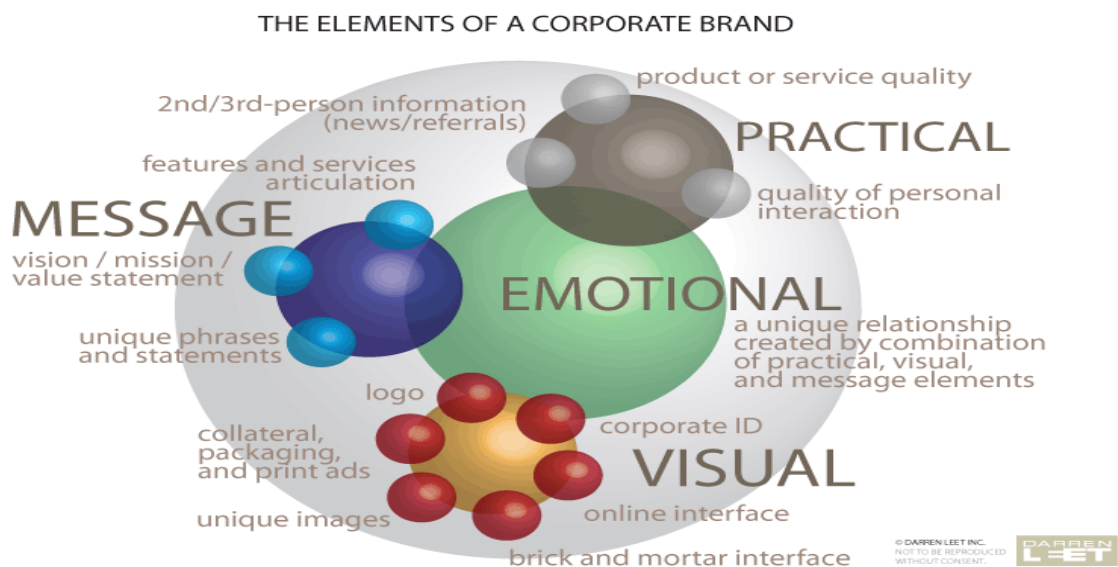 THE ELEMENTS OF A CORPORATE BRAND
product or service quality
2nd/3rd-person information
(news/referrals)
PRACTICAL
features and services
articulation
quality of personal
interaction
MESSAGE
vision / mission /
value statement
EMOTIONAL
a unique relationship
created by combination
of practical, visual,
and message elements
unique phrases
and statements
logo
corporate ID
collateral,
packaging,
and print ads
VISUAL
unique images
online interface
brick and mortar interface
© DARREN LEET INC.
NOT TO BE REPRODUCED
WITHOUT CONSENT.
DARREN
LEET